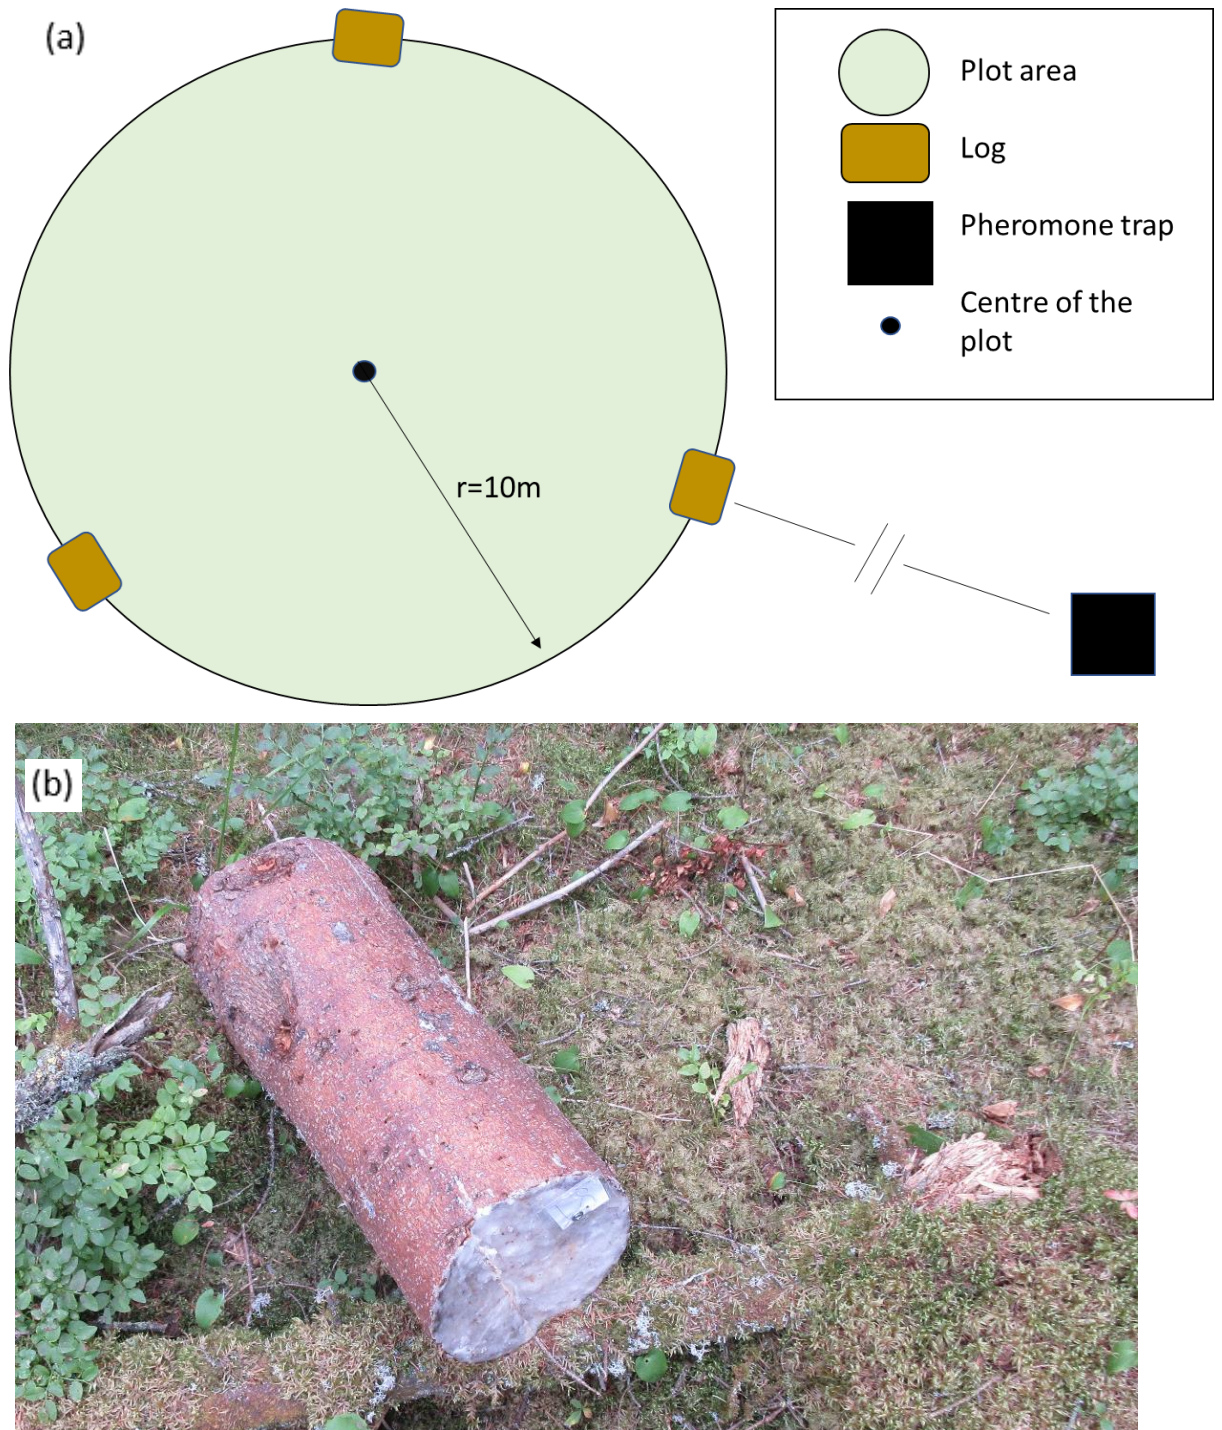 (a)
Plot area
Log
Pheromone trap
Centre of the
plot
r=10m
(b)